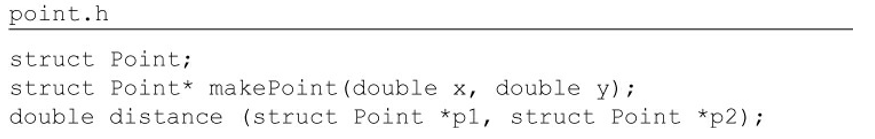 point.h
struct Point;
struct Point* makePoint(double x, double y);
double distance (struct Point *p1, struct Point *p2);